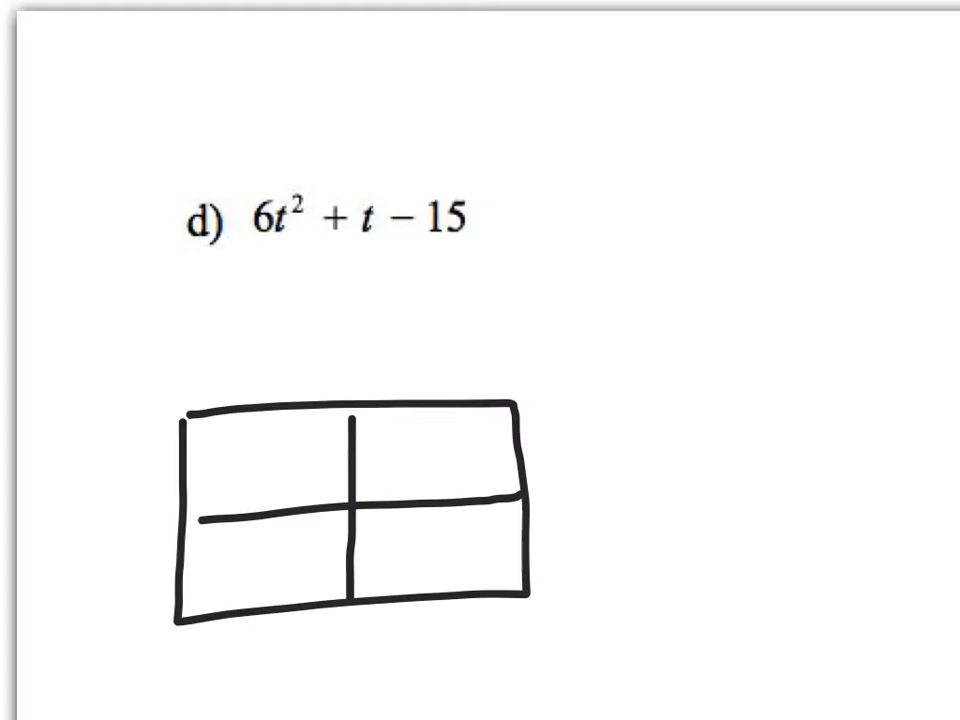 d) 6t² + t − 15